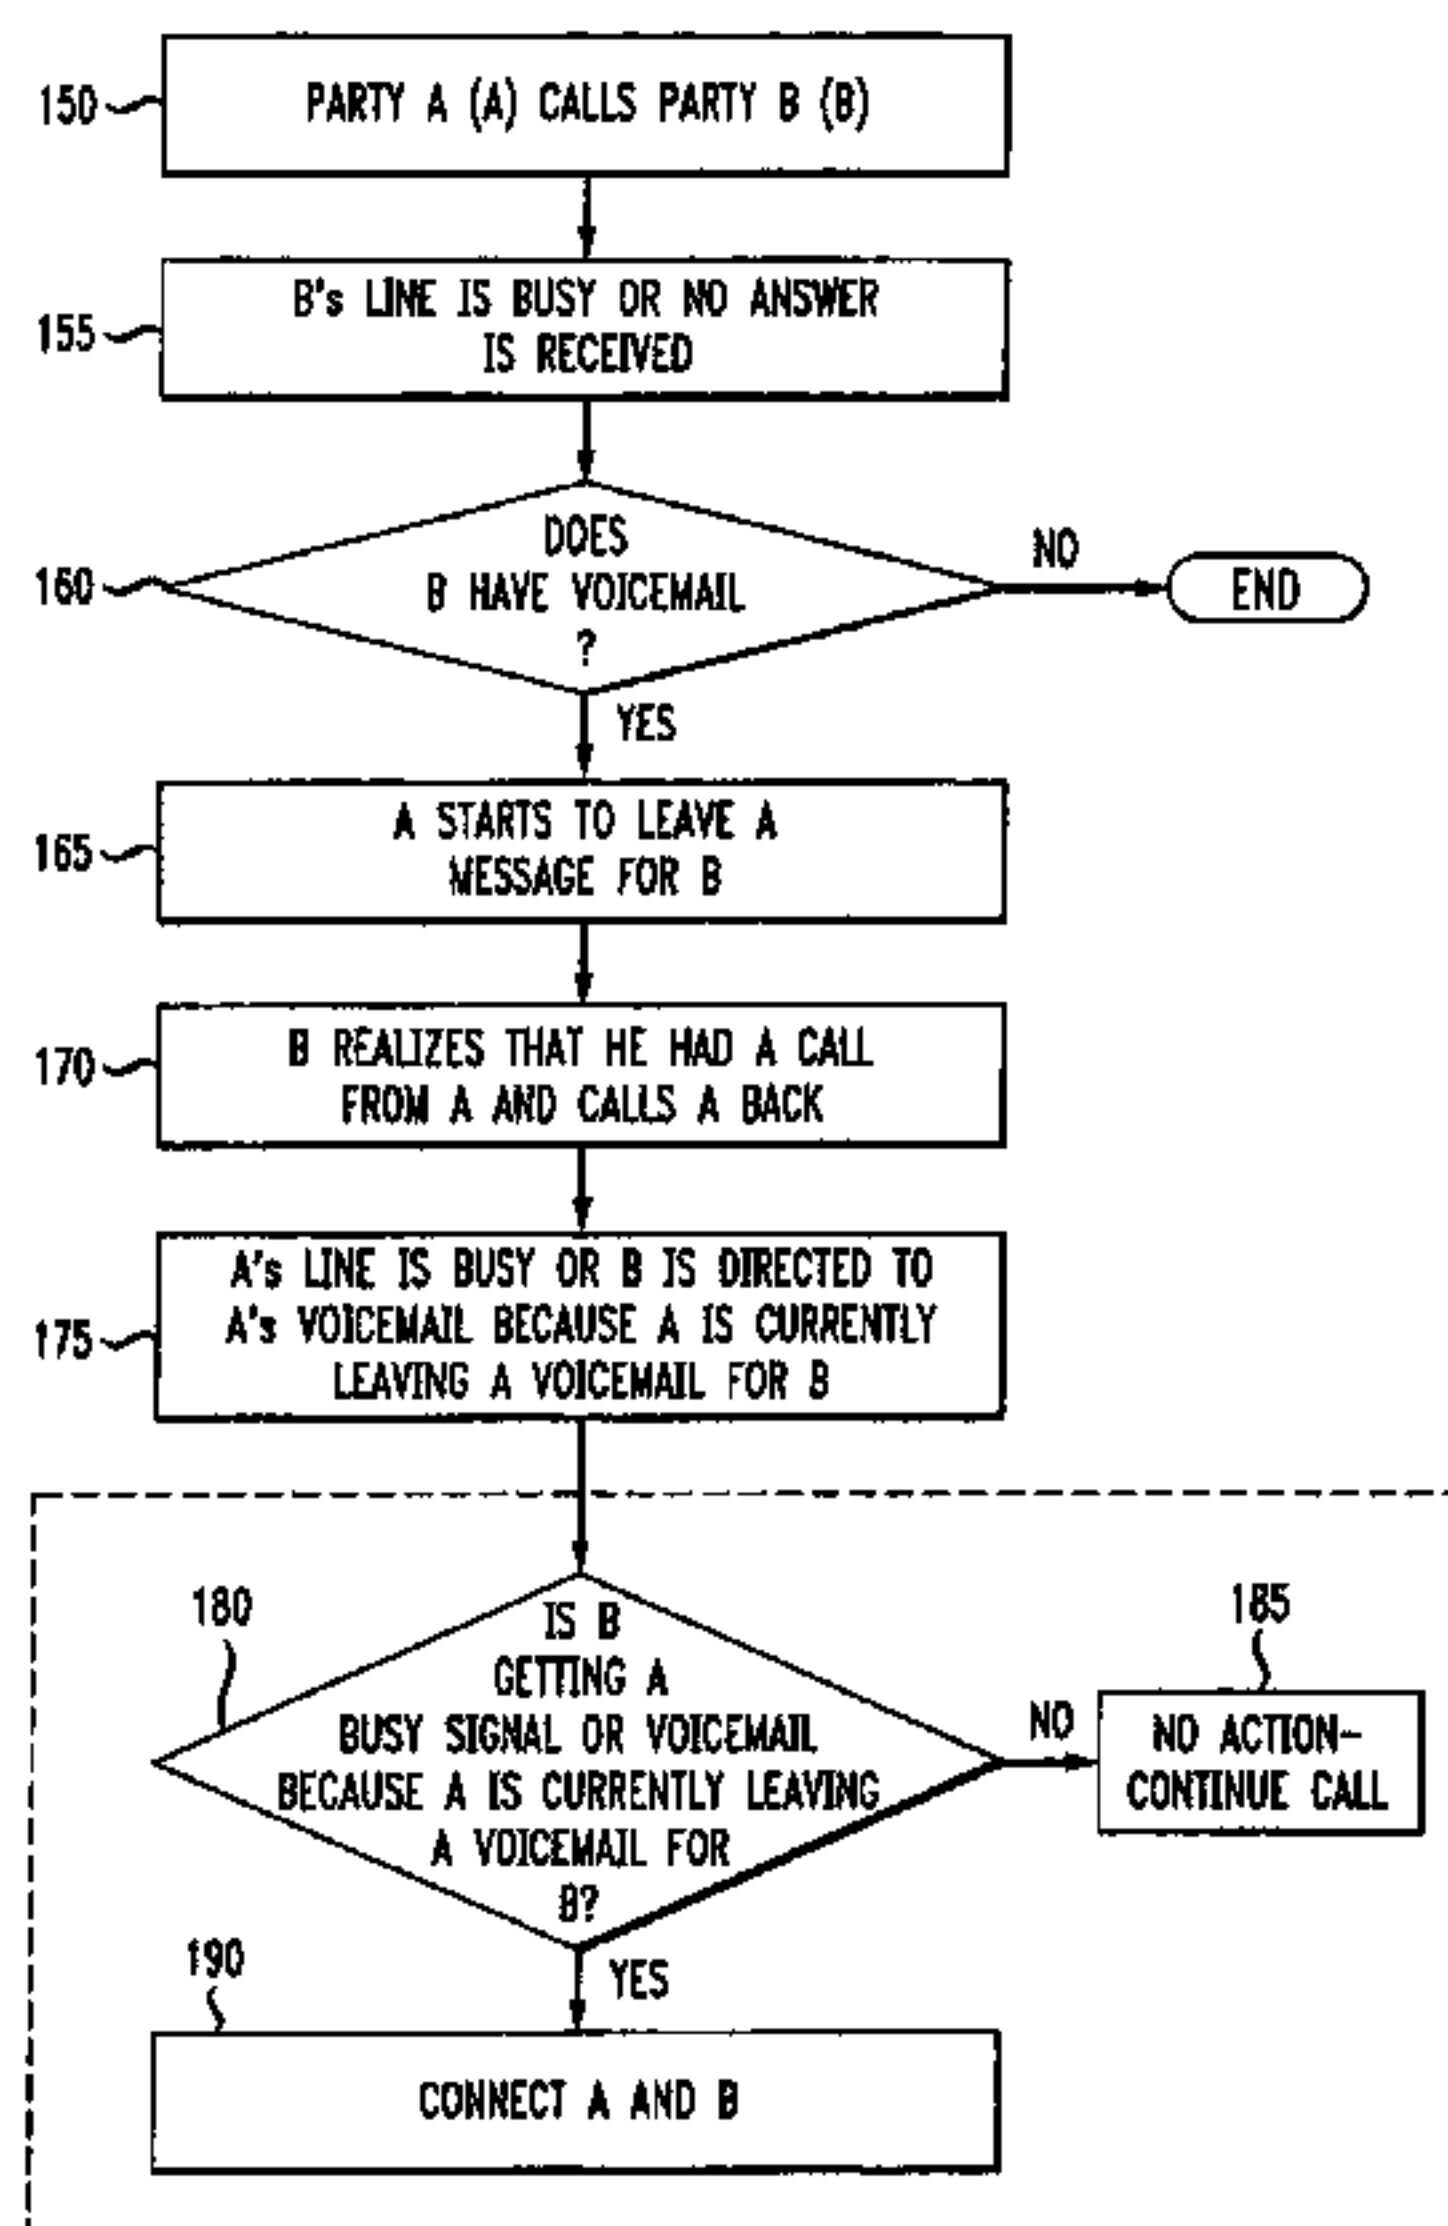 150
PARTY A (A) CALLS PARTY B (B)
155
B's LINE IS BUSY OR NO ANSWER
IS RECEIVED
160
DOES
B HAVE VOICEMAIL
?
NO
END
YES
165
A STARTS TO LEAVE A
MESSAGE FOR B
170
B REALIZES THAT HE HAD A CALL
FROM A AND CALLS A BACK
175
A's LINE IS BUSY OR B IS DIRECTED TO
A's VOICEMAIL BECAUSE A IS CURRENTLY
LEAVING A VOICEMAIL FOR B
180
IS B
GETTING A
BUSY SIGNAL OR VOICEMAIL
BECAUSE A IS CURRENTLY LEAVING
A VOICEMAIL FOR
B?
NO
185
NO ACTION-
CONTINUE CALL
YES
190
CONNECT A AND B